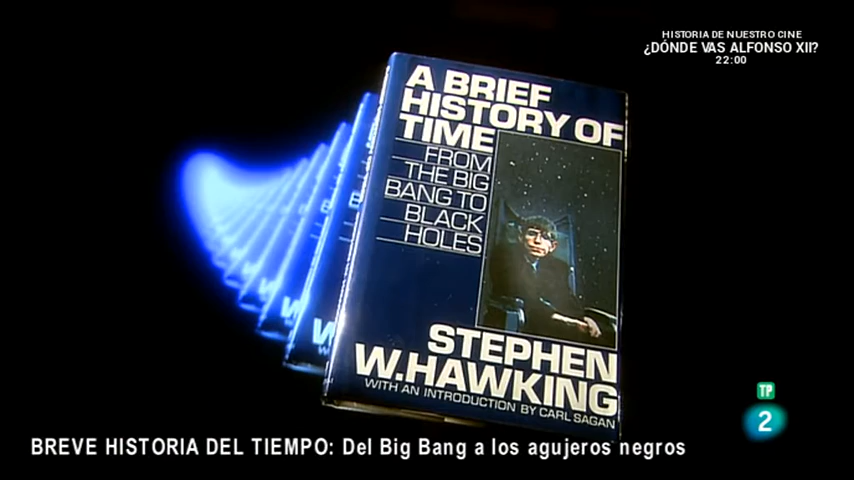 HISTORIA DE NUESTRO CINE
¿DÓNDE VAS ALFONSO XII?
22:00
A BRIEF
HISTORY OF
TIME
FROM
THE BIG
BANG TO
BLACK
HOLES
STEPHEN
W.HAWKING
WITH AN INTRODUCTION BY CARL SAGAN
TP
2
BREVE HISTORIA DEL TIEMPO: Del Big Bang a los agujeros negros